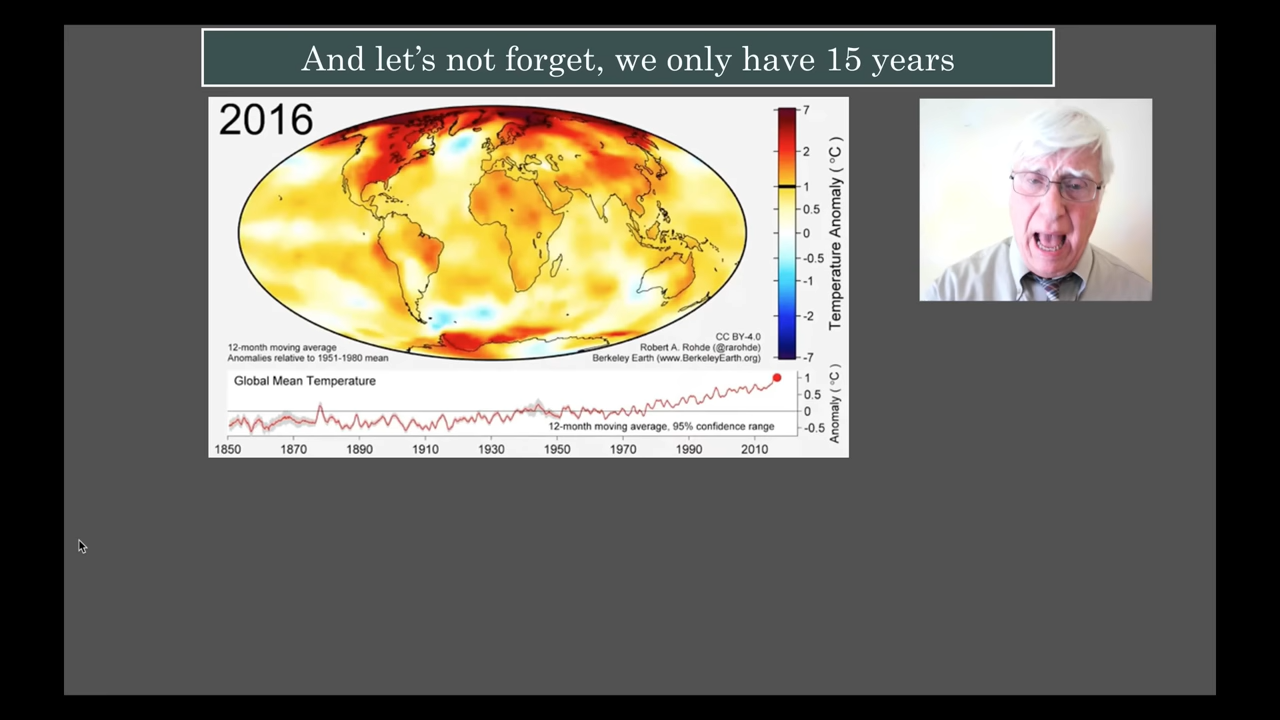 And let's not forget, we only have 15 years
2016
7
2
1
0.5
0
-0.5
-1
-2
-7
Temperature Anomaly ( °C )
12-month moving average
Anomalies relative to 1951-1980 mean
CC BY-4.0
Robert A. Rohde (@rarohde)
Berkeley Earth (www.BerkeleyEarth.org)
Global Mean Temperature
12-month moving average, 95% confidence range
1
0.5
0
-0.5
Anomaly ( °C )
1850 1870 1890 1910 1930 1950 1970 1990 2010